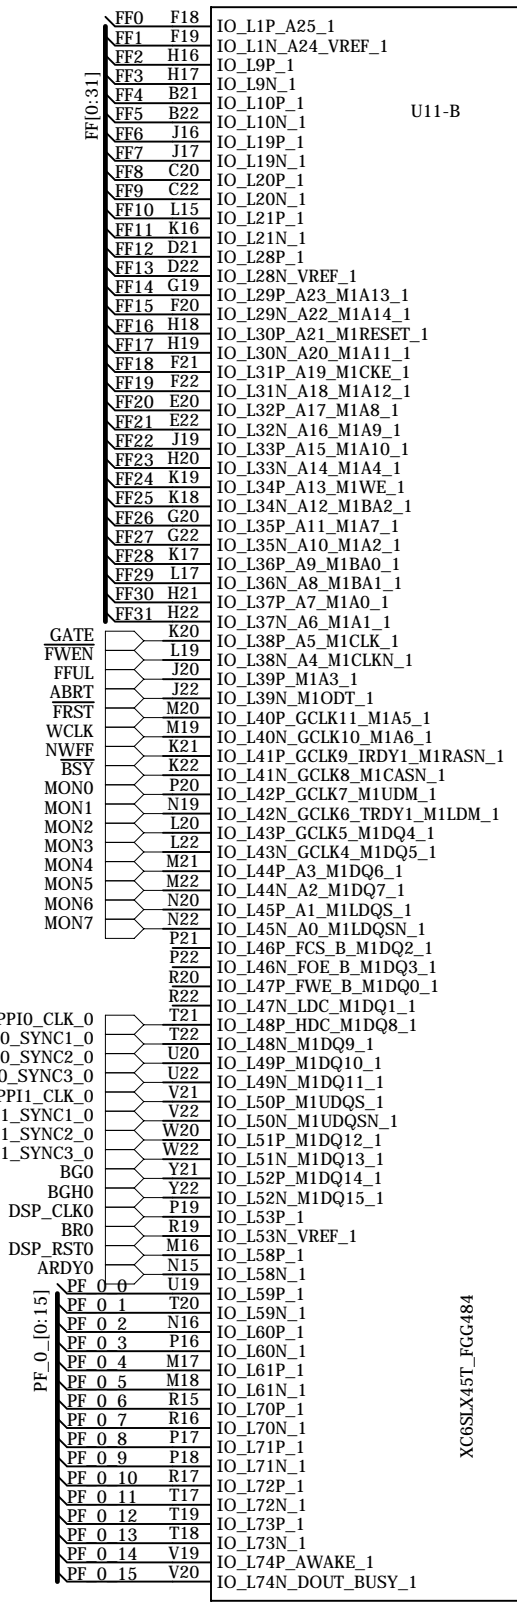 FF0 F18 IO_L1P_A25_1
FF1 F19 IO_L1N_A24_VREF_1
FF2 H16 IO_L9P_1
FF3 H17 IO_L9N_1
FF[0:31]
FF4 B21 IO_L10P_1
U11-B
FF5 B22 IO_L10N_1
FF6 J16 IO_L19P_1
FF7 J17 IO_L19N_1
FF8 C20 IO_L20P_1
FF9 C22 IO_L20N_1
FF10 L15 IO_L21P_1
FF11 K16 IO_L21N_1
FF12 D21 IO_L28P_1
FF13 D22 IO_L28N_VREF_1
FF14 G19 IO_L29P_A23_M1A13_1
FF15 F20 IO_L29N_A22_M1A14_1
FF16 H18 IO_L30P_A21_M1RESET_1
FF17 H19 IO_L30N_A20_M1A11_1
FF18 F21 IO_L31P_A19_M1CKE_1
FF19 F22 IO_L31N_A18_M1A12_1
FF20 E20 IO_L32P_A17_M1A8_1
FF21 E22 IO_L32N_A16_M1A9_1
FF22 J19 IO_L33P_A15_M1A10_1
FF23 H20 IO_L33N_A14_M1A4_1
FF24 K19 IO_L34P_A13_M1WE_1
FF25 K18 IO_L34N_A12_M1BA2_1
FF26 G20 IO_L35P_A11_M1A7_1
FF27 G22 IO_L35N_A10_M1A2_1
FF28 K17 IO_L36P_A9_M1BA0_1
FF29 L17 IO_L36N_A8_M1BA1_1
FF30 H21 IO_L37P_A7_M1A0_1
FF31 H22 IO_L37N_A6_M1A1_1
GATE K20 IO_L38P_A5_M1CLK_1
FWEN L19 IO_L38N_A4_M1CLKN_1
FFUL J20 IO_L39P_M1A3_1
ABRT J22 IO_L39N_M1ODT_1
FRST M20 IO_L40P_GCLK11_M1A5_1
WCLK M19 IO_L40N_GCLK10_M1A6_1
NWFF K21 IO_L41P_GCLK9_IRDY1_M1RASN_1
BSY K22 IO_L41N_GCLK8_M1CASN_1
MON0 P20 IO_L42P_GCLK7_M1UDM_1
MON1 N19 IO_L42N_GCLK6_TRDY1_M1LDM_1
MON2 L20 IO_L43P_GCLK5_M1DQ4_1
MON3 L22 IO_L43N_GCLK4_M1DQ5_1
MON4 M21 IO_L44P_A3_M1DQ6_1
MON5 M22 IO_L44N_A2_M1DQ7_1
MON6 N20 IO_L45P_A1_M1LDQS_1
MON7 N22 IO_L45N_A0_M1LDQSN_1
P21 IO_L46P_FCS_B_M1DQ2_1
P22 IO_L46N_FOE_B_M1DQ3_1
R20 IO_L47P_FWE_B_M1DQ0_1
R22 IO_L47N_LDC_M1DQ1_1
PPI0_CLK_0 T21 IO_L48P_HDC_M1DQ8_1
0_SYNC1_0 T22 IO_L48N_M1DQ9_1
0_SYNC2_0 U20 IO_L49P_M1DQ10_1
0_SYNC3_0 U22 IO_L49N_M1DQ11_1
PPI1_CLK_0 V21 IO_L50P_M1UDQS_1
1_SYNC1_0 V22 IO_L50N_M1UDQSN_1
1_SYNC2_0 W20 IO_L51P_M1DQ12_1
1_SYNC3_0 W22 IO_L51N_M1DQ13_1
BG0 Y21 IO_L52P_M1DQ14_1
BGH0 Y22 IO_L52N_M1DQ15_1
DSP_CLK0 P19 IO_L53P_1
BR0 R19 IO_L53N_VREF_1
DSP_RST0 M16 IO_L58P_1
ARDY0 N15 IO_L58N_1
PF_0_0 U19 IO_L59P_1
PF_0_1 T20 IO_L59N_1
PF_0_2 N16 IO_L60P_1
PF_0_[0:15]
PF_0_3 P16 IO_L60N_1
PF_0_4 M17 IO_L61P_1
XC6SLX45T_FGG484
PF_0_5 M18 IO_L61N_1
PF_0_6 R15 IO_L70P_1
PF_0_7 R16 IO_L70N_1
PF_0_8 P17 IO_L71P_1
PF_0_9 P18 IO_L71N_1
PF_0_10 R17 IO_L72P_1
PF_0_11 T17 IO_L72N_1
PF_0_12 T19 IO_L73P_1
PF_0_13 T18 IO_L73N_1
PF_0_14 V19 IO_L74P_AWAKE_1
PF_0_15 V20 IO_L74N_DOUT_BUSY_1